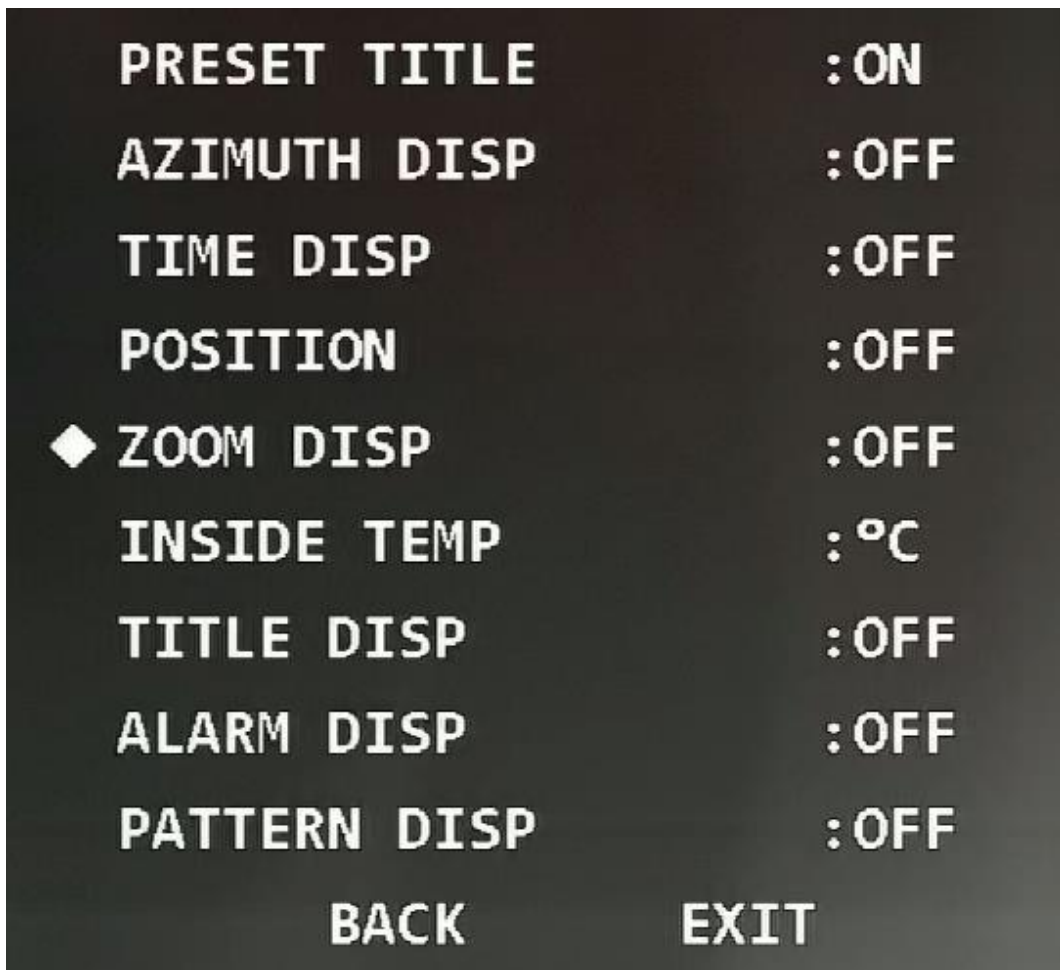 PRESET TITLE :ON
AZIMUTH DISP :OFF
TIME DISP :OFF
POSITION :OFF
ZOOM DISP :OFF
INSIDE TEMP :°C
TITLE DISP :OFF
ALARM DISP :OFF
PATTERN DISP :OFF
BACK EXIT